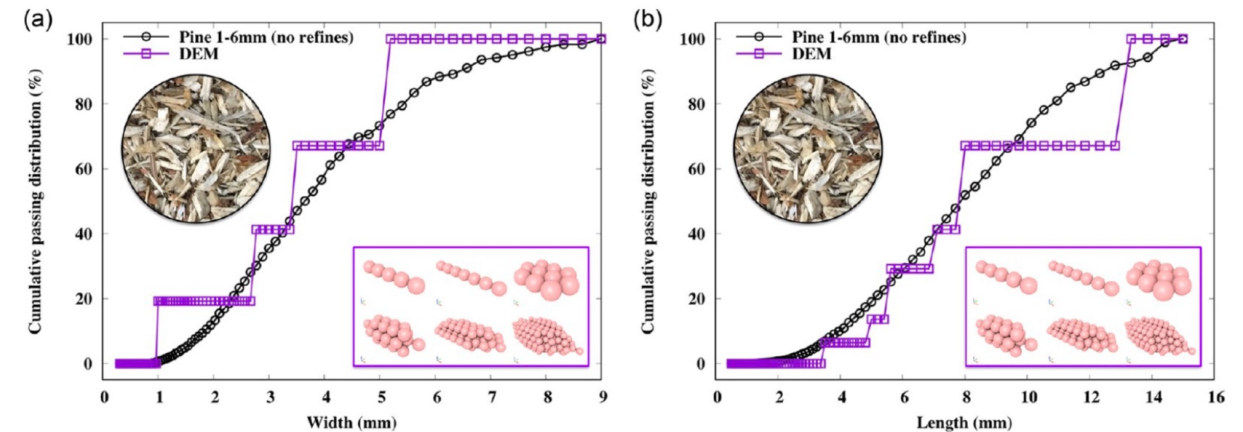 (a)
Pine 1-6mm (no refines)
DEM
100
80
60
40
20
0
Cumulative passing distribution (%)
0 1 2 3 4 5 6 7 8 9
Width (mm)
(b)
Pine 1-6mm (no refines)
DEM
100
80
60
40
20
0
Cumulative passing distribution (%)
0 2 4 6 8 10 12 14 16
Length (mm)